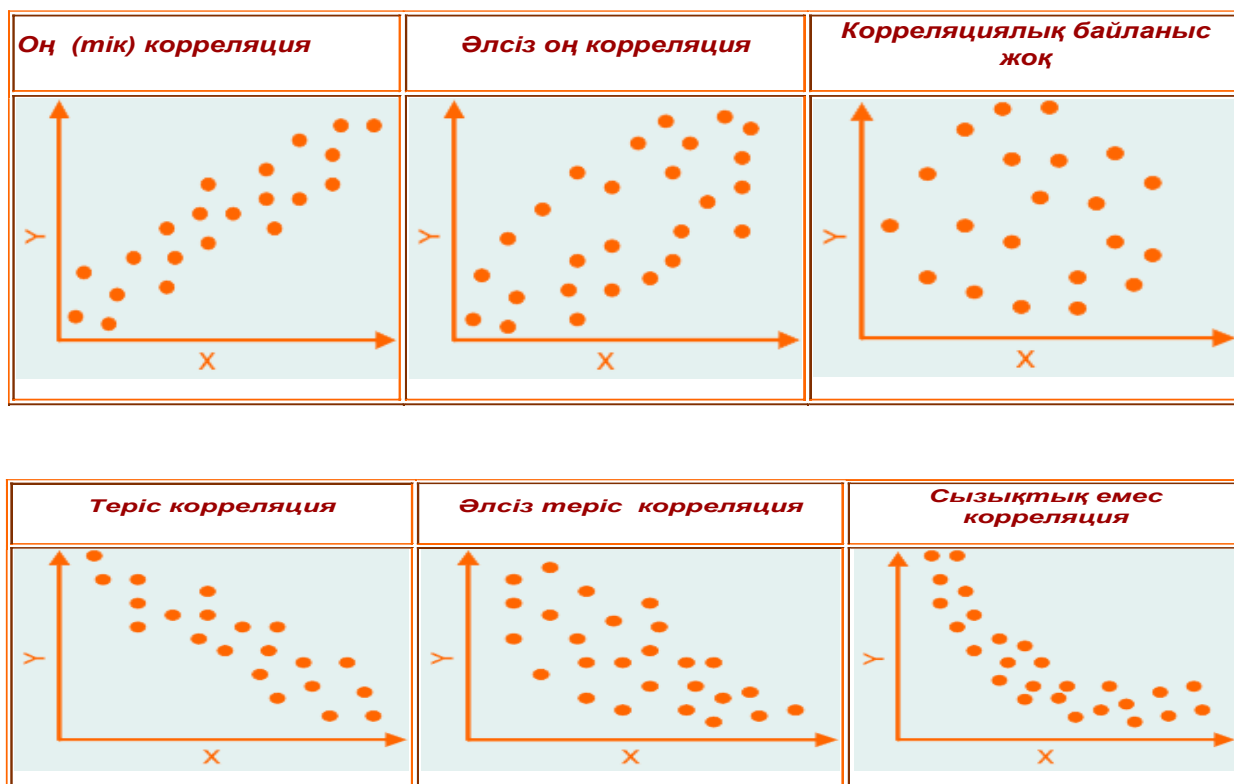 Оң (тік) корреляция
Әлсіз оң корреляция
Корреляциялық байланыс
жоқ
Y
X
Y
X
Y
X
Теріс корреляция
Әлсіз теріс корреляция
Сызықтық емес
корреляция
Y
X
Y
X
Y
X